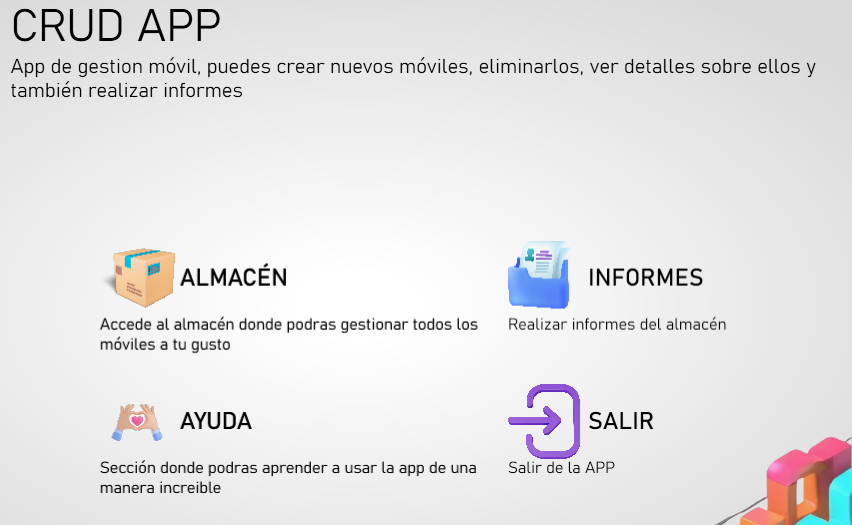 CRUD APP
App de gestion móvil, puedes crear nuevos móviles, eliminarlos, ver detalles sobre ellos y
también realizar informes
ALMACÉN
Accede al almacén donde podras gestionar todos los
móviles a tu gusto
INFORMES
Realizar informes del almacén
AYUDA
Sección donde podras aprender a usar la app de una
manera increible
SALIR
Salir de la APP